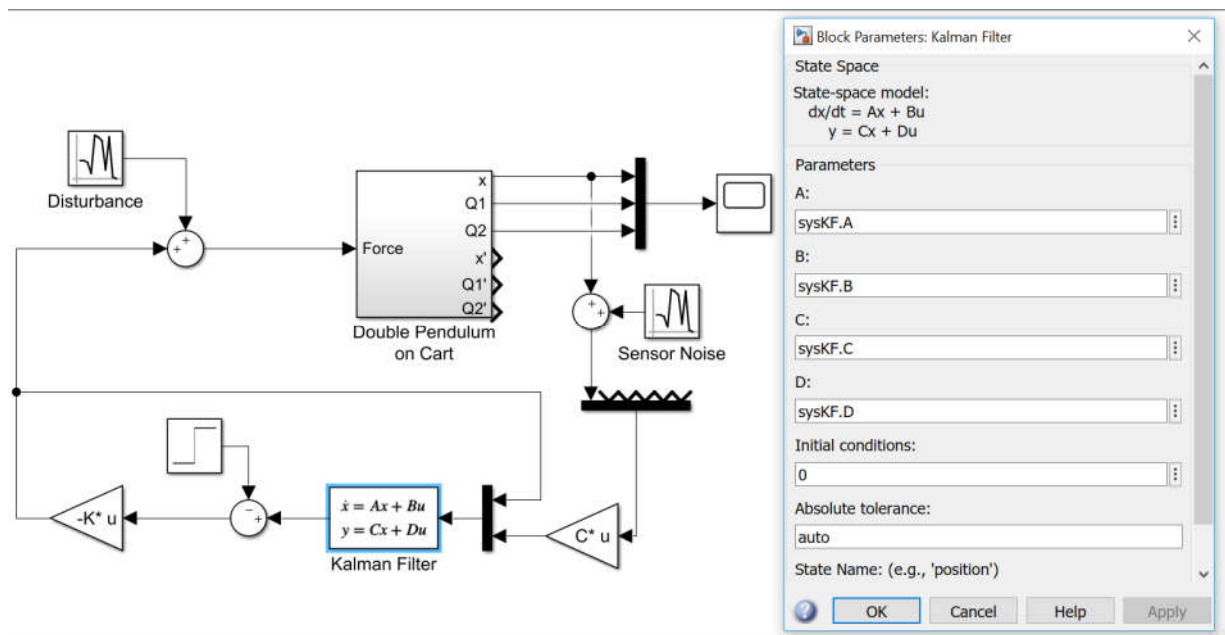 Disturbance
+
+
Force
x
Q1
Q2
x'
Q1'
Q2'
Double Pendulum
on Cart
+
+
Sensor Noise
-K* u
−
+
ẋ = Ax + Bu
y = Cx + Du
Kalman Filter
C* u
Block Parameters: Kalman Filter
State Space
State-space model:
dx/dt = Ax + Bu
y = Cx + Du
Parameters
A:
sysKF.A
B:
sysKF.B
C:
sysKF.C
D:
sysKF.D
Initial conditions:
0
Absolute tolerance:
auto
State Name: (e.g., 'position')
?
OK
Cancel
Help
Apply